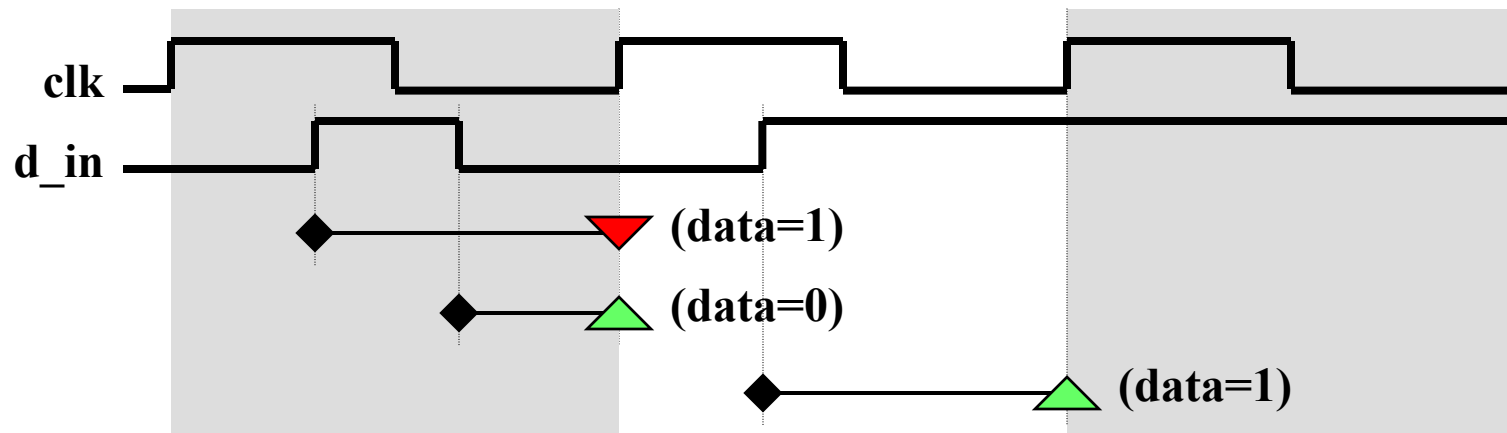 clk
d_in
(data=1)
(data=0)
(data=1)